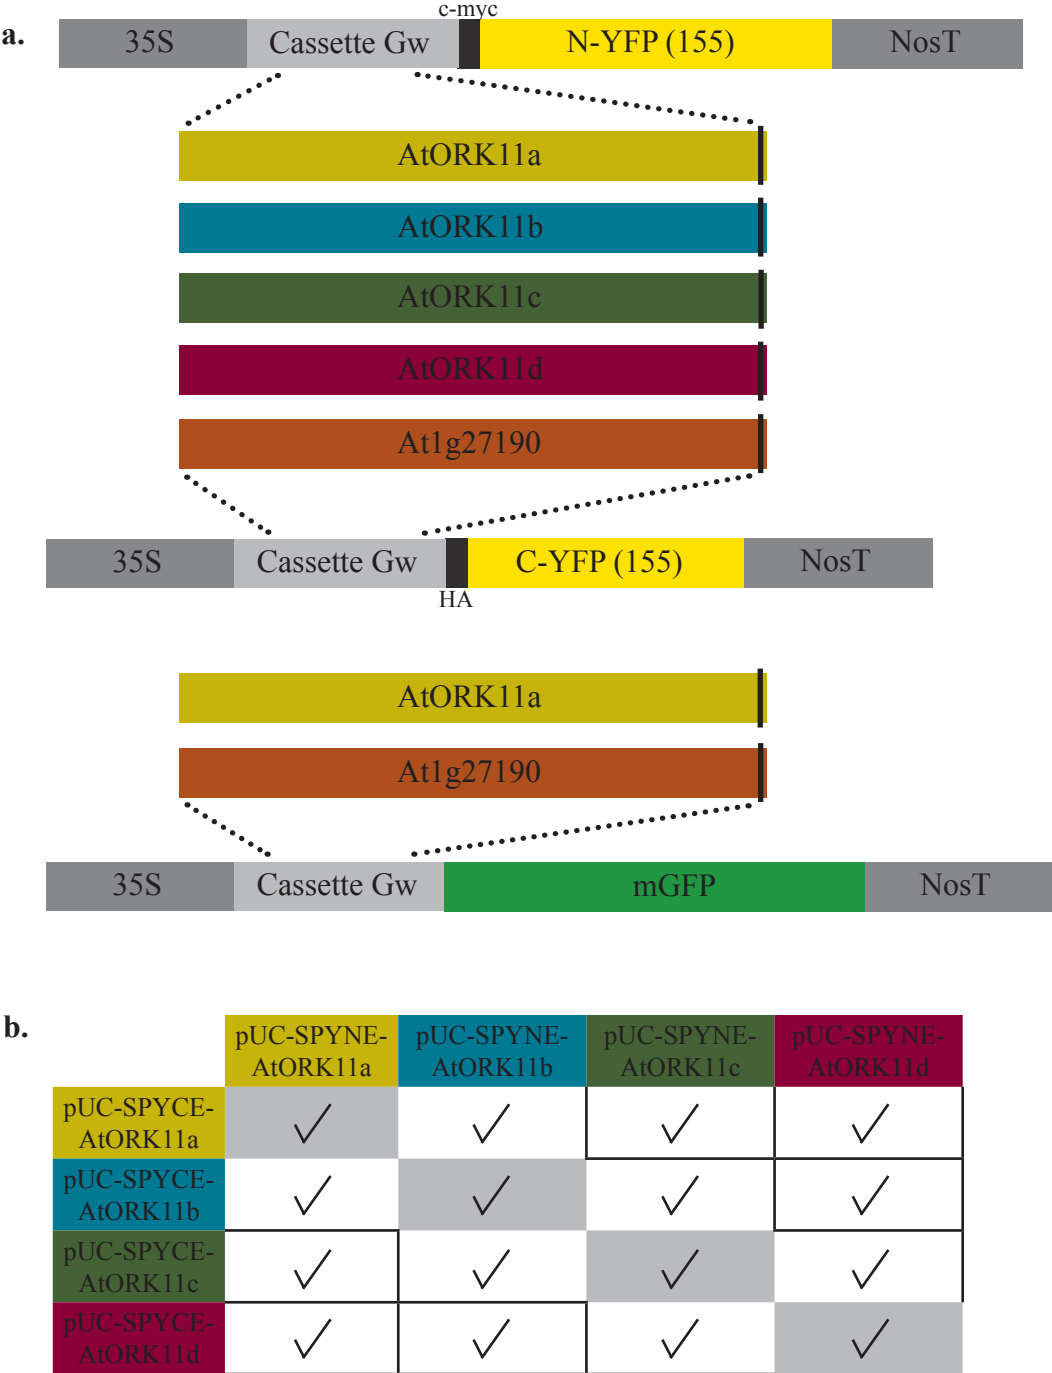 a.
c-myc
35S Cassette Gw N-YFP (155) NosT
AtORK11a
AtORK11b
AtORK11c
AtORK11d
At1g27190
35S Cassette Gw C-YFP (155) NosT
HA
AtORK11a
At1g27190
35S Cassette Gw mGFP NosT
b.
pUC-SPYNE- pUC-SPYNE- pUC-SPYNE- pUC-SPYNE-
AtORK11a AtORK11b AtORK11c AtORK11d
pUC-SPYCE-
AtORK11a
pUC-SPYCE-
AtORK11b
pUC-SPYCE-
AtORK11c
pUC-SPYCE-
AtORK11d